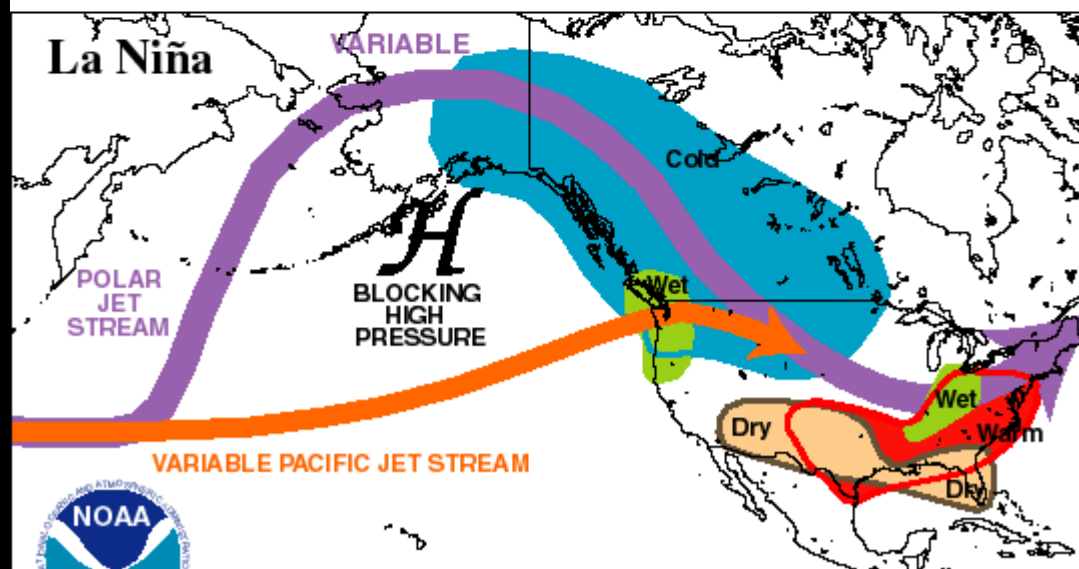 La Niña
VARIABLE
Cold
POLAR
JET
STREAM
H
BLOCKING
HIGH
PRESSURE
Wet
Wet
Dry
Warm
Dry
VARIABLE PACIFIC JET STREAM
NOAA